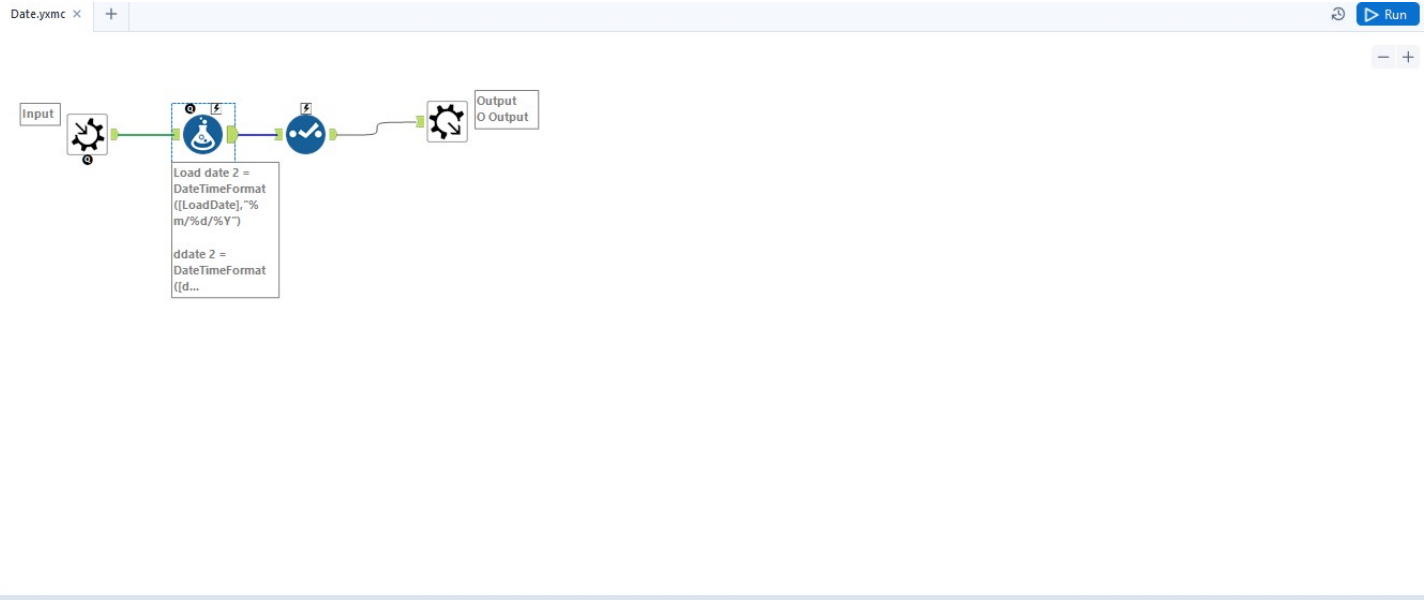 Date.yxmc
Run
Input
Output
O Output
Load date 2 =
DateTimeFormat
([LoadDate],"%
m/%d/%Y")
ddate 2 =
DateTimeFormat
([d...